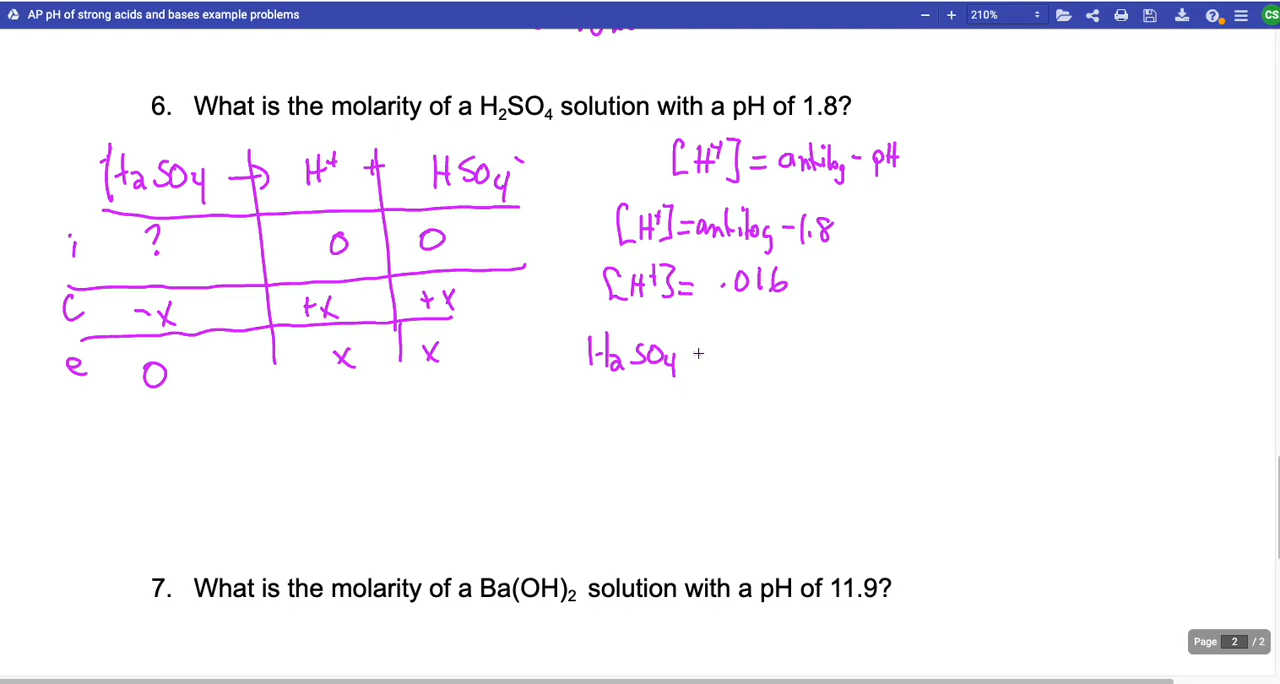 AP pH of strong acids and bases example problems
210%
CS
6. What is the molarity of a H₂SO₄ solution with a pH of 1.8?
H₂SO₄ → H⁺ + HSO₄⁻
i ? 0 0
C -x +x +x
e 0 x x
[H⁺] = antilog - pH
[H⁺] = antilog - 1.8
[H⁺] = .016
H₂SO₄
7. What is the molarity of a Ba(OH)₂ solution with a pH of 11.9?
Page 2 / 2